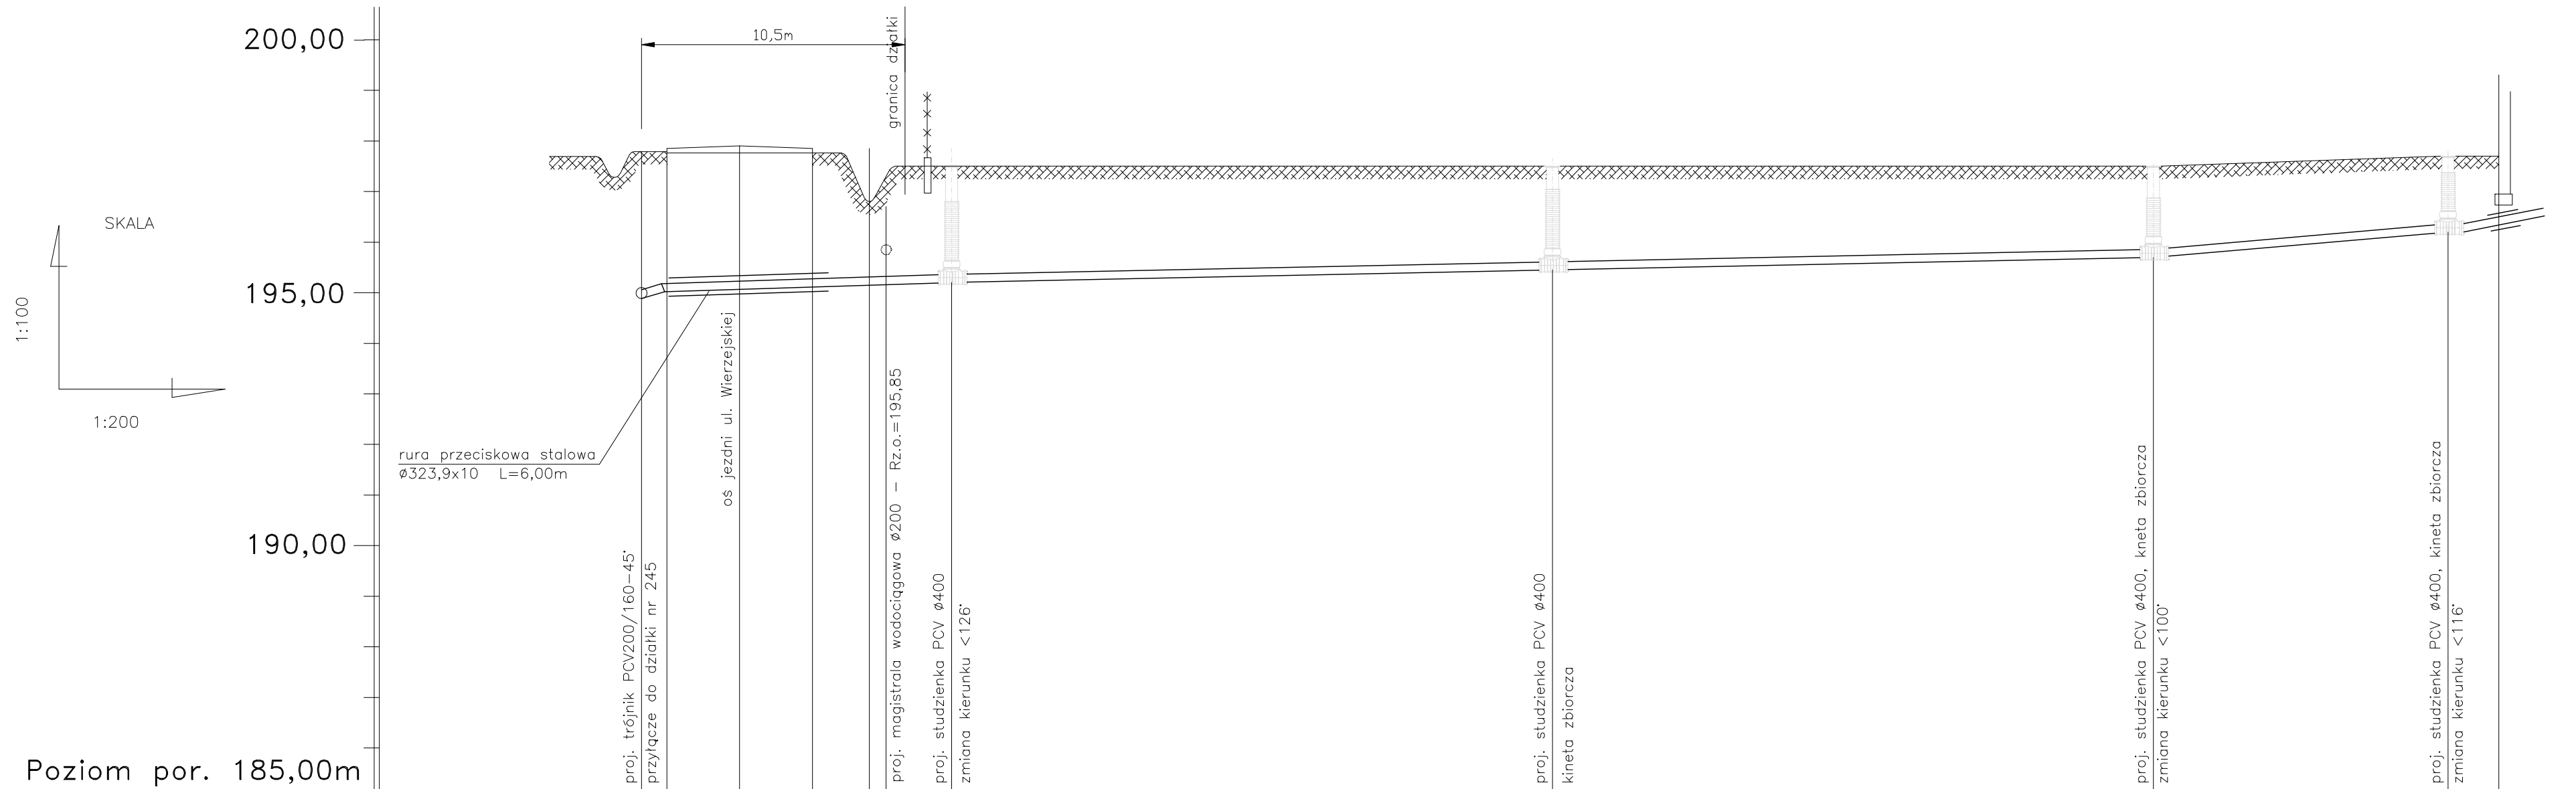 200,00
10,5m
granica działki
SKALA
1:100
1:200
195,00
oś jezdni ul. Wierzejskiej
rura przeciskowa stalowa
ø323,9x10 L=6,00m
190,00
proj. trójnik PCV200/160-45°
przyłącze do działki nr 245
proj. magistrala wodociągowa ø200 - Rz.o.=195,85
proj. studzienka PCV ø400
zmiana kierunku <126°
proj. studzienka PCV ø400
kineta zbiorcza
proj. studzienka PCV ø400, kneta zbiorcza
zmiana kierunku <100°
proj. studzienka PCV ø400, kineta zbiorcza
zmiana kierunku <116°
Poziom por. 185,00m